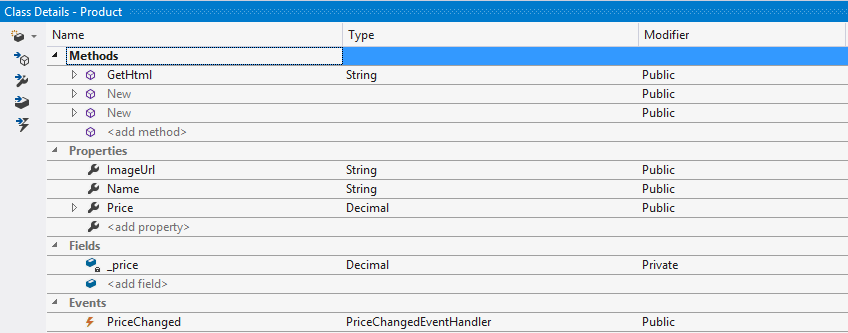 Class Details - Product
Name Type Modifier
Methods
GetHtml String Public
New Public
New Public
<add method>
Properties
ImageUrl String Public
Name String Public
Price Decimal Public
<add property>
Fields
_price Decimal Private
<add field>
Events
PriceChanged PriceChangedEventHandler Public